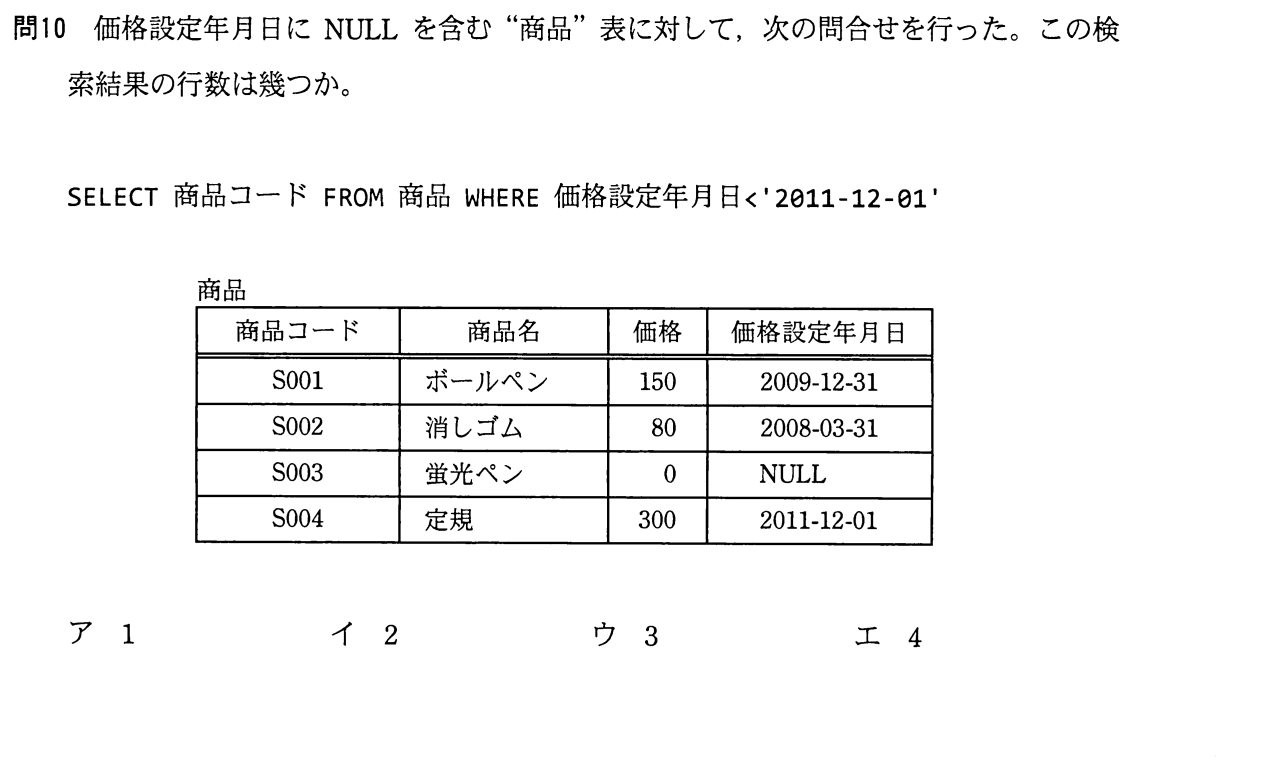 問10 価格設定年月日に NULL を含む“商品”表に対して，次の問合せを行った。この検
索結果の行数は幾つか。
SELECT 商品コード FROM 商品 WHERE 価格設定年月日<'2011-12-01'
商品
商品コード 商品名 価格 価格設定年月日
S001 ボールペン 150 2009-12-31
S002 消しゴム 80 2008-03-31
S003 蛍光ペン 0 NULL
S004 定規 300 2011-12-01
ア 1 イ 2 ウ 3 エ 4